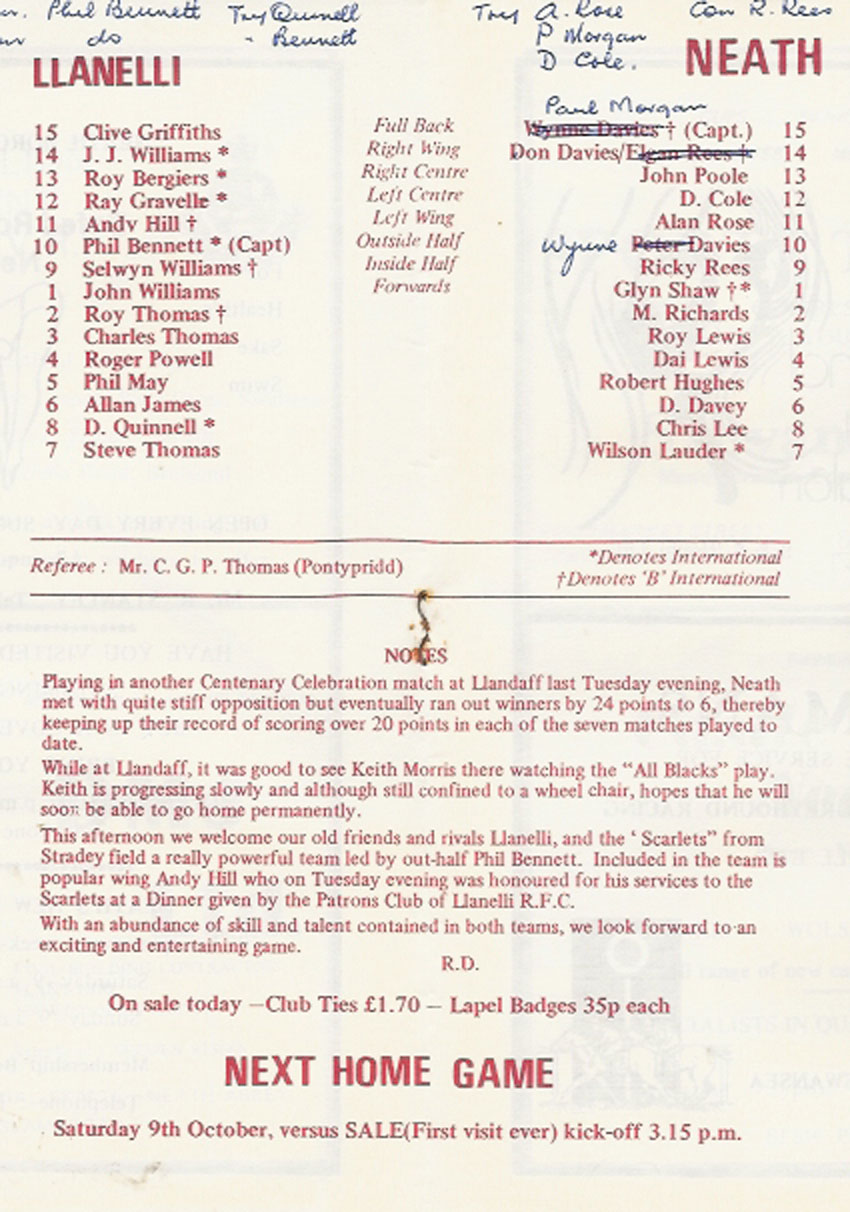 Phil Bennett Try Quinnell Try A. Rose Con R. Rees
do - Bennett P Morgan
D Cole.
LLANELLI NEATH
Paul Morgan
15 Clive Griffiths Full Back Wynne Davies † (Capt.) 15
14 J. J. Williams * Right Wing Don Davies/Elgan Rees † 14
13 Roy Bergiers * Right Centre John Poole 13
12 Ray Gravelle * Left Centre D. Cole 12
11 Andy Hill † Left Wing Alan Rose 11
10 Phil Bennett * (Capt) Outside Half Wynne Peter Davies 10
9 Selwyn Williams † Inside Half Ricky Rees 9
1 John Williams Forwards Glyn Shaw †* 1
2 Roy Thomas † M. Richards 2
3 Charles Thomas Roy Lewis 3
4 Roger Powell Dai Lewis 4
5 Phil May Robert Hughes 5
6 Allan James D. Davey 6
8 D. Quinnell * Chris Lee 8
7 Steve Thomas Wilson Lauder * 7
Referee : Mr. C. G. P. Thomas (Pontypridd) *Denotes International
†Denotes 'B' International
NOTES
Playing in another Centenary Celebration match at Llandaff last Tuesday evening, Neath
met with quite stiff opposition but eventually ran out winners by 24 points to 6, thereby
keeping up their record of scoring over 20 points in each of the seven matches played to
date.
While at Llandaff, it was good to see Keith Morris there watching the "All Blacks" play.
Keith is progressing slowly and although still confined to a wheel chair, hopes that he will
soon be able to go home permanently.
This afternoon we welcome our old friends and rivals Llanelli, and the ' Scarlets" from
Stradey field a really powerful team led by out-half Phil Bennett. Included in the team is
popular wing Andy Hill who on Tuesday evening was honoured for his services to the
Scarlets at a Dinner given by the Patrons Club of Llanelli R.F.C.
With an abundance of skill and talent contained in both teams, we look forward to an
exciting and entertaining game.
R.D.
On sale today —Club Ties £1.70 — Lapel Badges 35p each
NEXT HOME GAME
Saturday 9th October, versus SALE(First visit ever) kick-off 3.15 p.m.